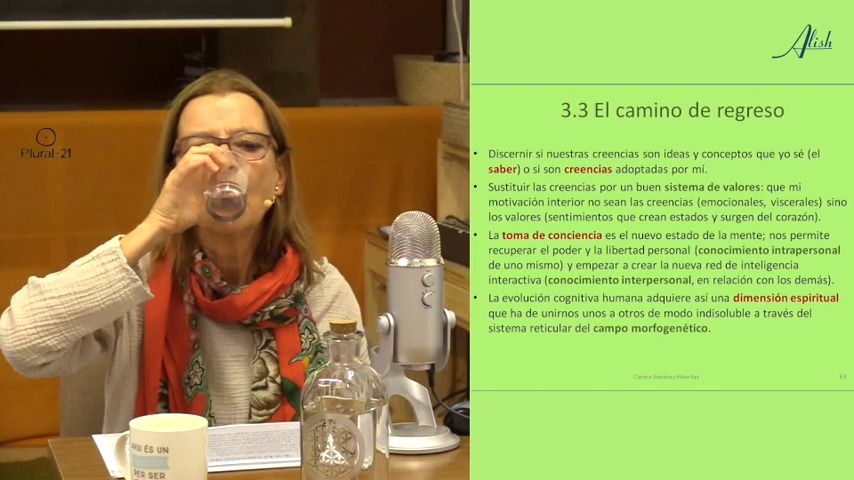 Plural-21
AQUÍ ÉS UN
PER SER
Alish
3.3 El camino de regreso
• Discernir si nuestras creencias son ideas y conceptos que yo sé (el
saber) o si son creencias adoptadas por mí.
• Sustituir las creencias por un buen sistema de valores: que mi
motivación interior no sean las creencias (emocionales, viscerales) sino
los valores (sentimientos que crean estados y surgen del corazón).
• La toma de conciencia es el nuevo estado de la mente; nos permite
recuperar el poder y la libertad personal (conocimiento intrapersonal
de uno mismo) y empezar a crear la nueva red de inteligencia
interactiva (conocimiento interpersonal, en relación con los demás).
• La evolución cognitiva humana adquiere así una dimensión espiritual
que ha de unirnos unos a otros de modo indisoluble a través del
sistema reticular del campo morfogenético.
Carme Jiménez Huertas